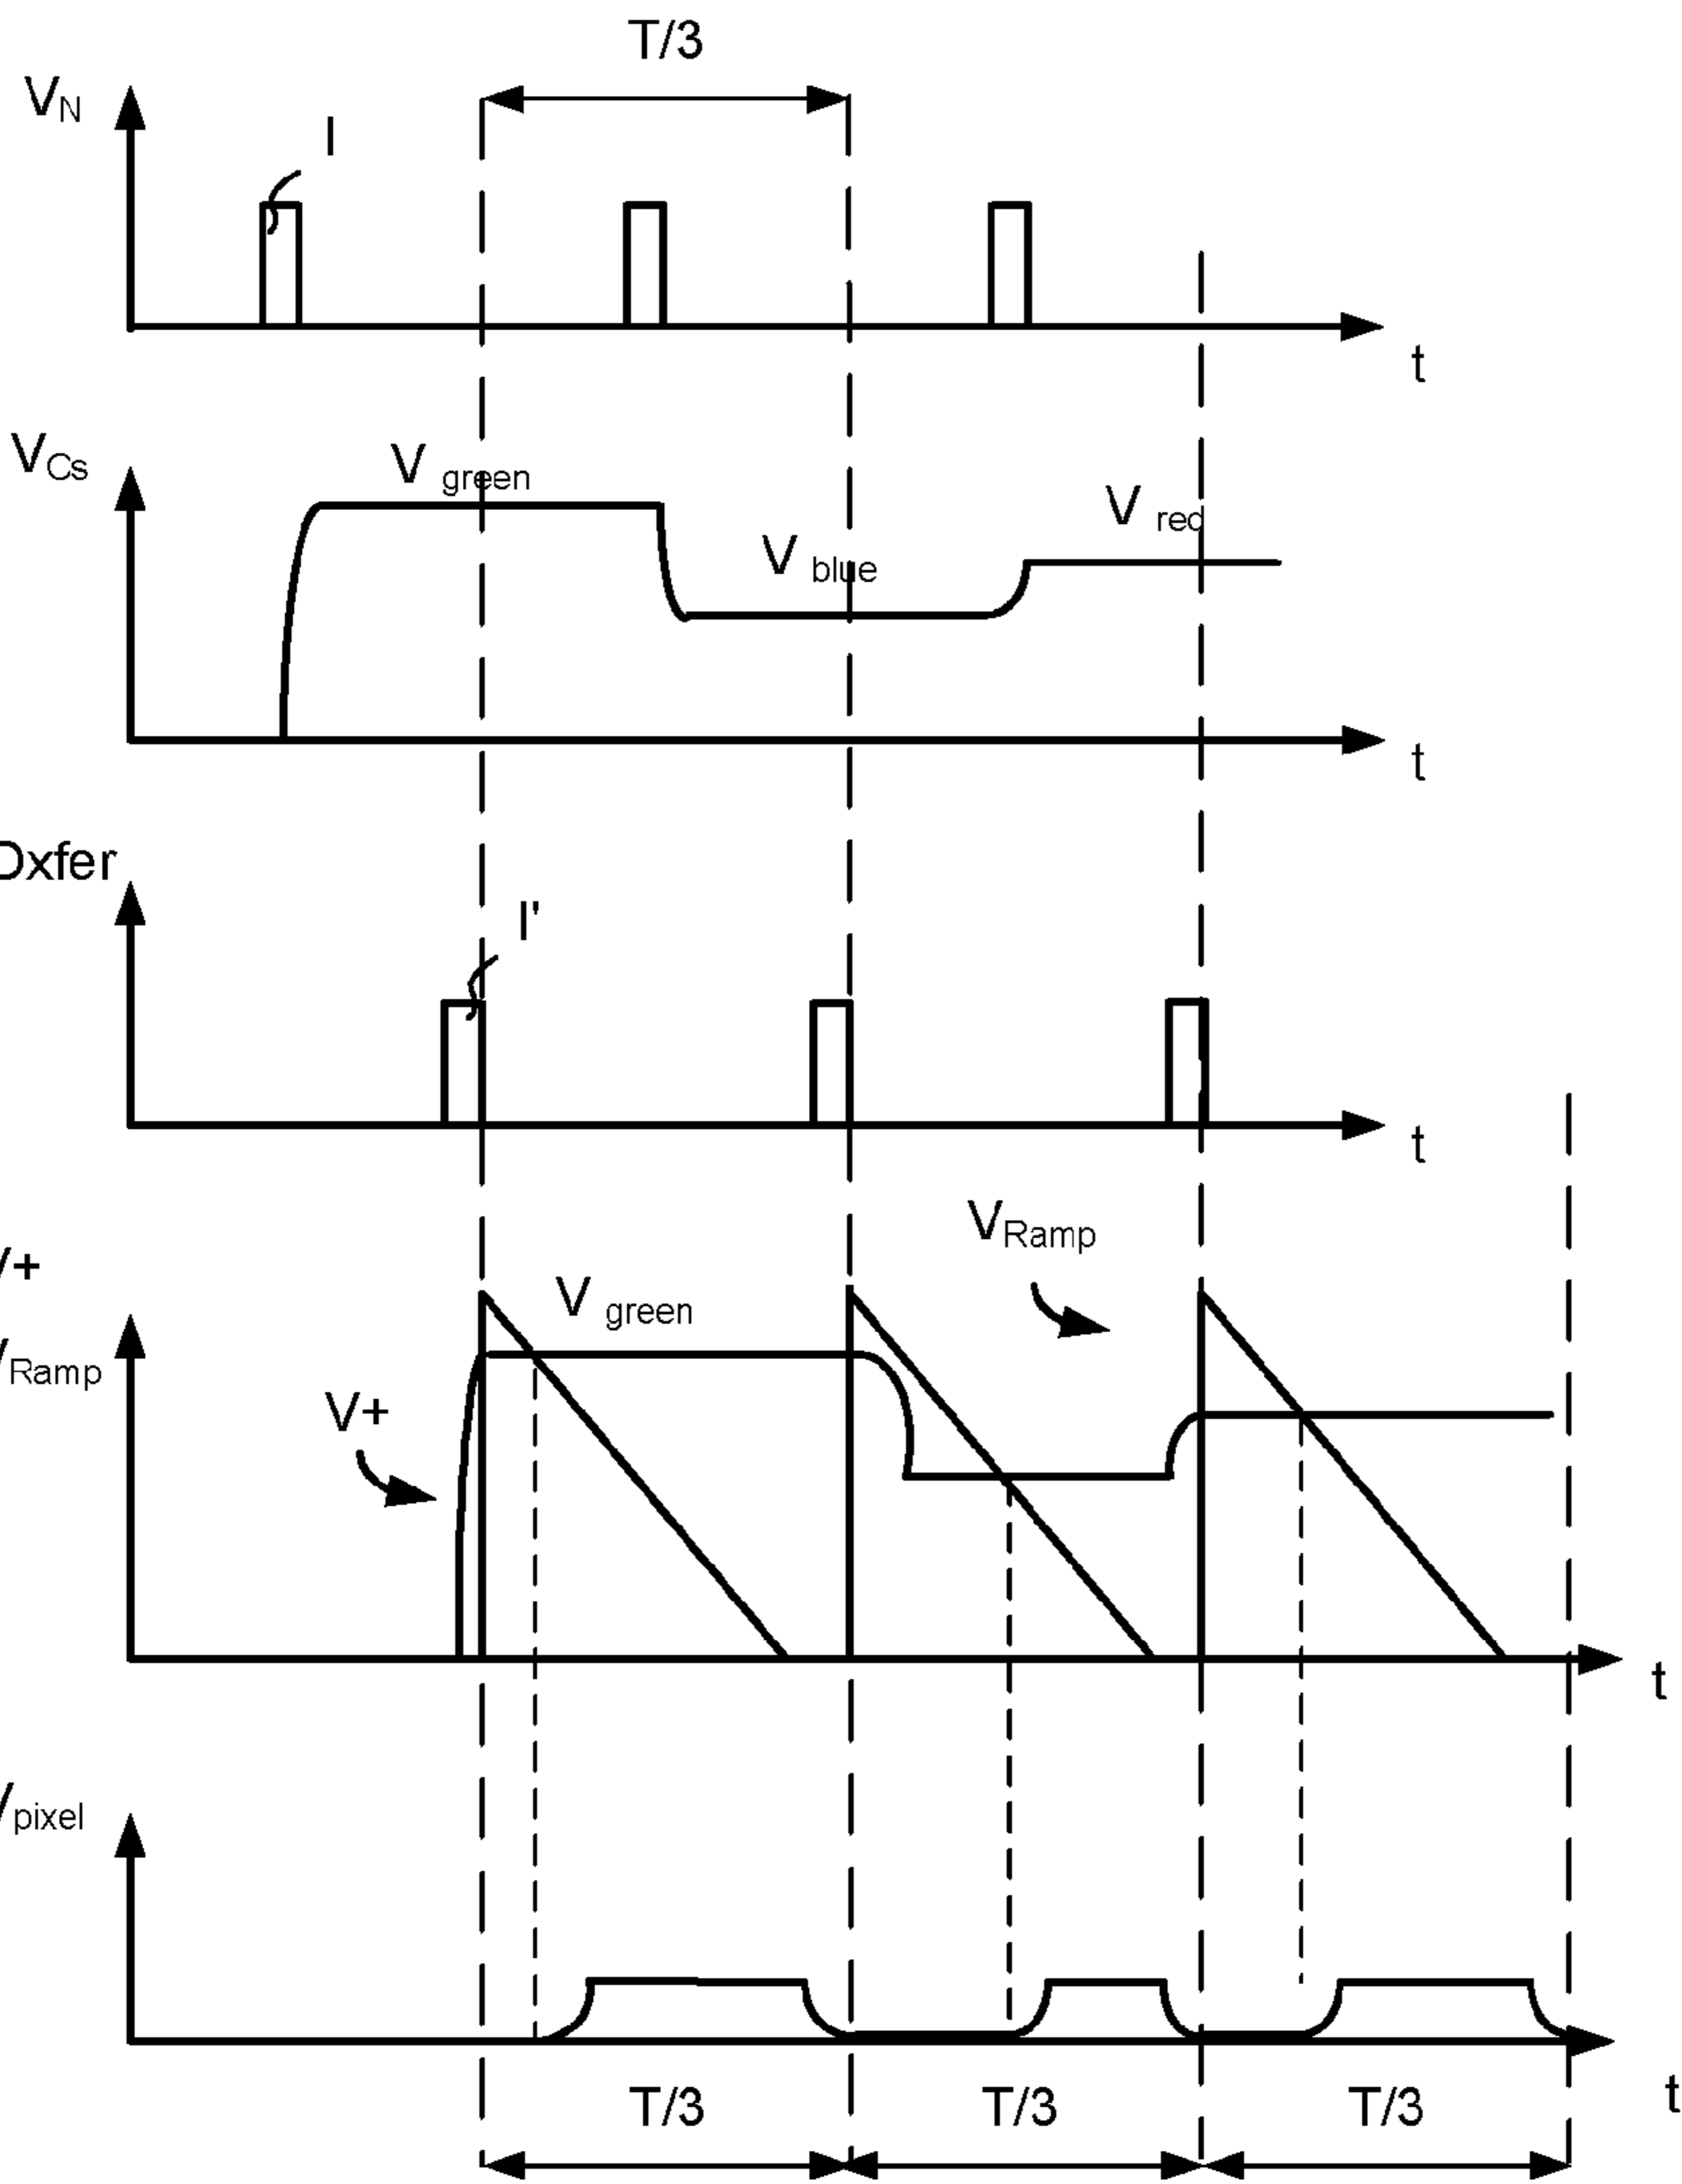 T/3
VN
I
t
VCs
V green
V blue
V red
t
Dxfer
I'
t
V+
VRamp
V+
V green
VRamp
t
Vpixel
t
T/3
T/3
T/3